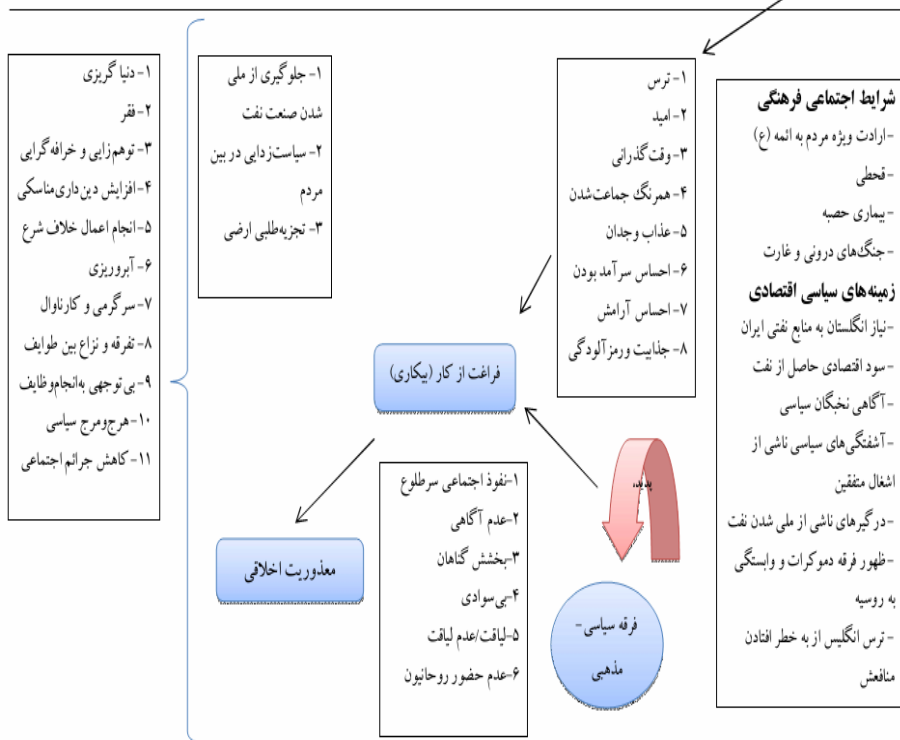 شرایط اجتماعی فرهنگی
-ارادت ویژه مردم به ائمه (ع)
-قحطی
-بیماری حصبه
-جنگ‌های درونی و غارت
زمینه‌های سیاسی اقتصادی
-نیاز انگلستان به منابع نفتی ایران
-سود اقتصادی حاصل از نفت
-آگاهی نخبگان سیاسی
-آشفتگی‌های سیاسی ناشی از
اشغال متفقین
-درگیرهای ناشی از ملی شدن نفت
-ظهور فرقه دموکرات و وابستگی
به روسیه
-ترس انگلیس از به خطر افتادن
منافعش
۱-ترس
۲-امید
۳-وقت‌گذرانی
۴-همرنگ جماعت‌شدن
۵-عذاب وجدان
۶-احساس سرآمد بودن
۷-احساس آرامش
۸-جذابیت ورمزآلودگی
پدید.
فرقه سیاسی-
مذهبی
فراغت از کار (بیکاری)
۱-نفوذ اجتماعی سرطلوع
۲-عدم آگاهی
۳-بخشش گناهان
۴-بی‌سوادی
۵-لیاقت/عدم لیاقت
۶-عدم حضور روحانیون
معذوریت اخلاقی
۱-جلوگیری از ملی
شدن صنعت نفت
۲-سیاست‌زدایی در بین
مردم
۳-تجزیه‌طلبی ارضی
۱-دنیا گریزی
۲-فقر
۳-توهم‌زایی و خرافه‌گرایی
۴-افزایش دین‌داری‌مناسکی
۵-انجام اعمال خلاف شرع
۶-آبروریزی
۷-سرگرمی و کارناوال
۸-تفرقه و نزاع بین طوایف
۹-بی‌توجهی به‌انجام‌وظایف
۱۰-هرج‌ومرج سیاسی
۱۱-کاهش جرائم اجتماعی